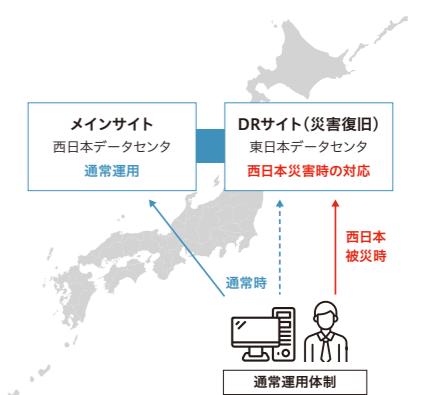 メインサイト
西日本データセンタ
通常運用
DRサイト(災害復旧)
東日本データセンタ
西日本災害時の対応
西日本
被災時
通常時
通常運用体制